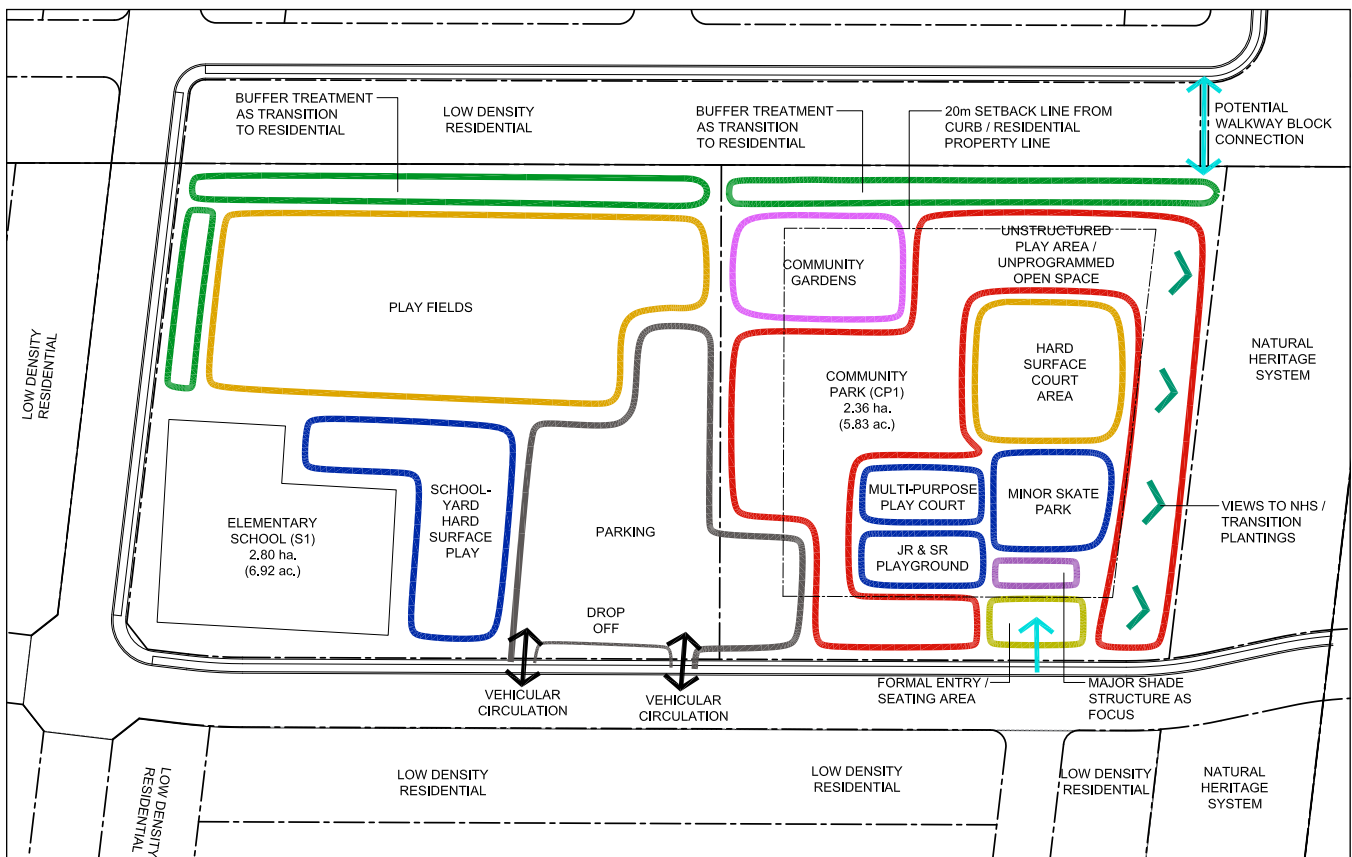 BUFFER TREATMENT
AS TRANSITION
TO RESIDENTIAL
LOW DENSITY
RESIDENTIAL
BUFFER TREATMENT
AS TRANSITION
TO RESIDENTIAL
20m SETBACK LINE FROM
CURB / RESIDENTIAL
PROPERTY LINE
POTENTIAL
WALKWAY BLOCK
CONNECTION
UNSTRUCTURED
PLAY AREA /
UNPROGRAMMED
OPEN SPACE
COMMUNITY
GARDENS
PLAY FIELDS
LOW DENSITY
RESIDENTIAL
HARD
SURFACE
COURT
AREA
NATURAL
HERITAGE
SYSTEM
COMMUNITY
PARK (CP1)
2.36 ha.
(5.83 ac.)
SCHOOL-
YARD
HARD
SURFACE
PLAY
MULTI-PURPOSE
PLAY COURT
MINOR SKATE
PARK
VIEWS TO NHS /
TRANSITION
PLANTINGS
ELEMENTARY
SCHOOL (S1)
2.80 ha.
(6.92 ac.)
PARKING
JR & SR
PLAYGROUND
DROP
OFF
VEHICULAR
CIRCULATION
VEHICULAR
CIRCULATION
FORMAL ENTRY /
SEATING AREA
MAJOR SHADE
STRUCTURE AS
FOCUS
LOW DENSITY
RESIDENTIAL
LOW DENSITY
RESIDENTIAL
LOW DENSITY
RESIDENTIAL
LOW DENSITY
RESIDENTIAL
NATURAL
HERITAGE
SYSTEM